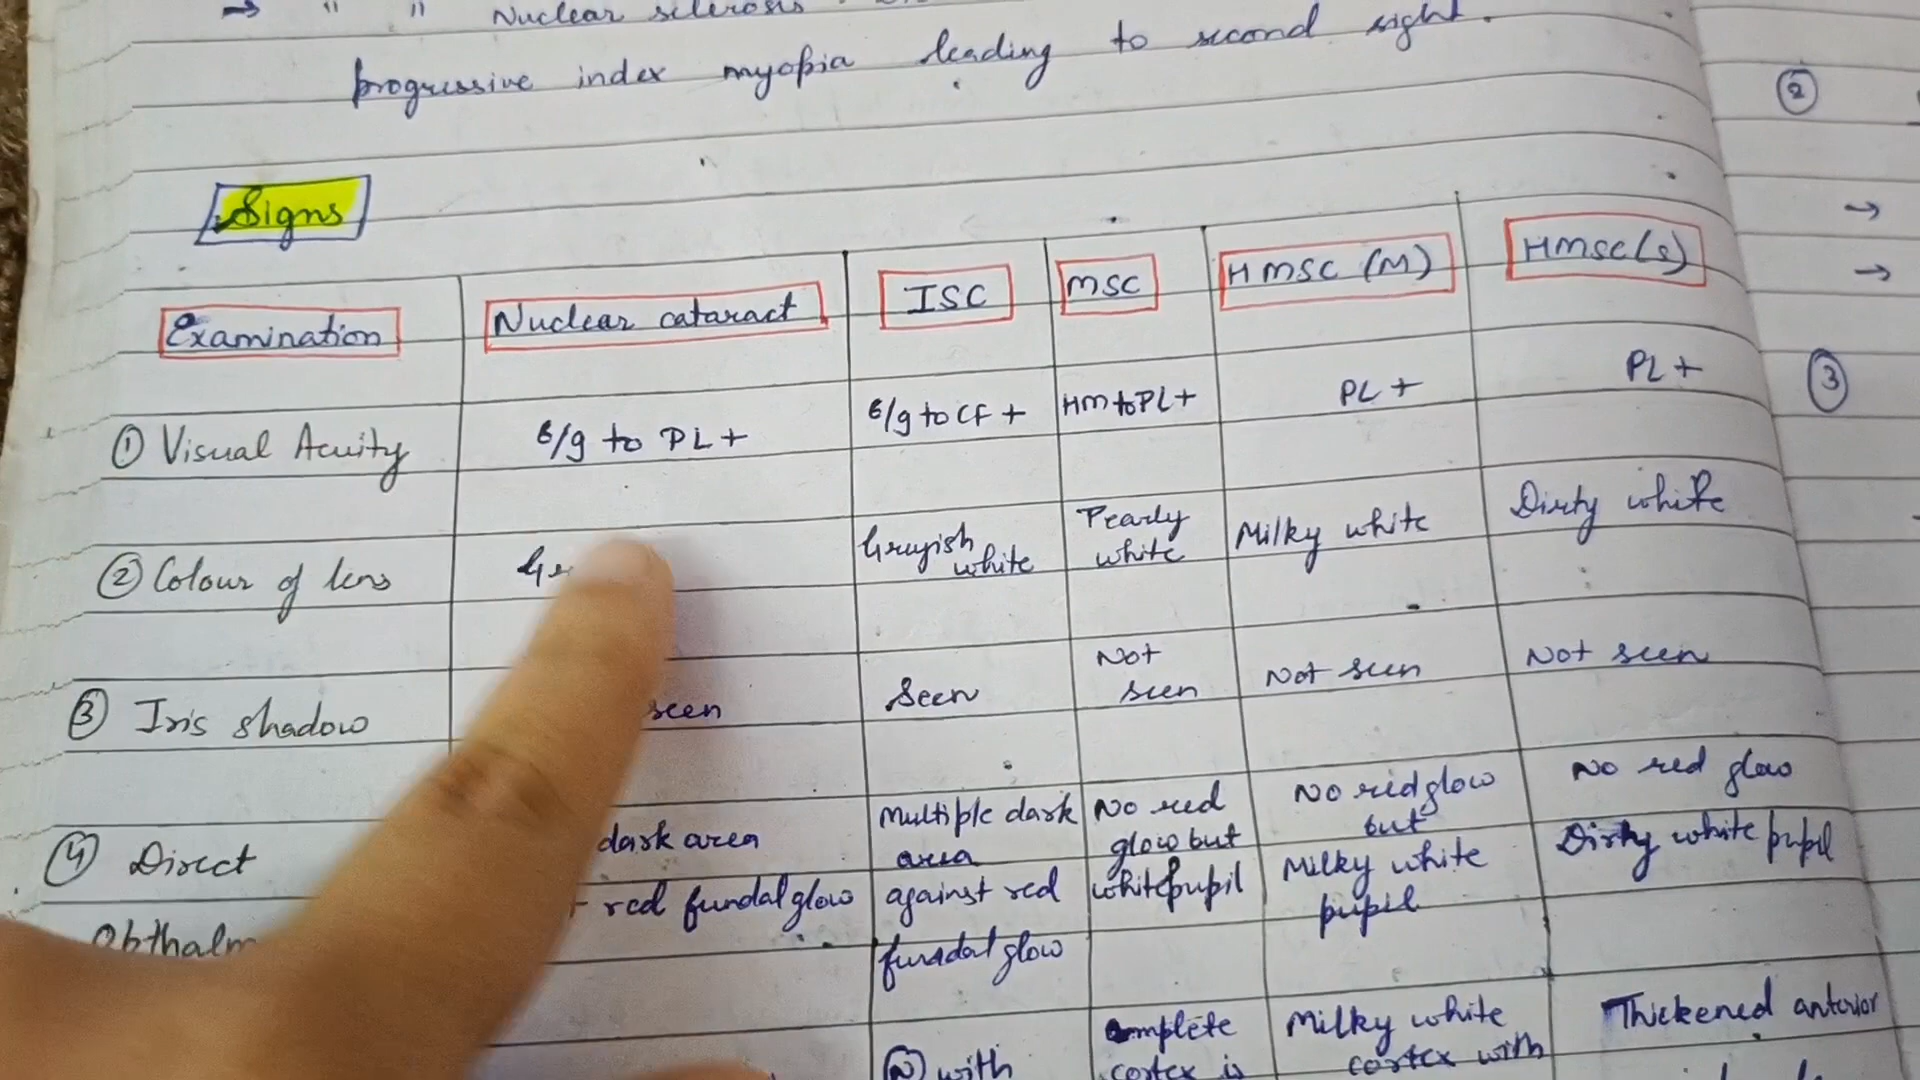 → " " Nuclear sclerosis
progressive index myopia leading to second sight.
②
Signs
→
→
Examination Nuclear cataract ISC MSC HMSC (M) HMSC(S)
③
① Visual Acuity 6/9 to PL+ 6/9 to CF + HM to PL+ PL + PL +
② Colour of lens Greyish white Pearly white Milky white Dirty white
③ Iris shadow seen Seen Not seen Not seen Not seen
④ Direct dark area Multiple dark No red No red glow No red glow
area glow but but Dirty white pupil
red fundal glow against red white pupil Milky white
pupil
fundal glow
complete Milky white Thickened anterior
with cortex is cortex with